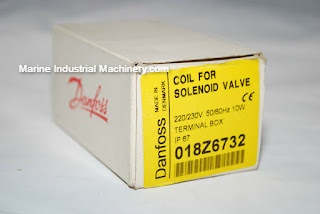 Marine Industrial Machinery.com
Danfoss
Danfoss
MADE IN
DENMARK
COIL FOR
SOLENOID VALVE
CE
220/230V 50/60Hz 10W
TERMINAL BOX
IP 67
018Z6732